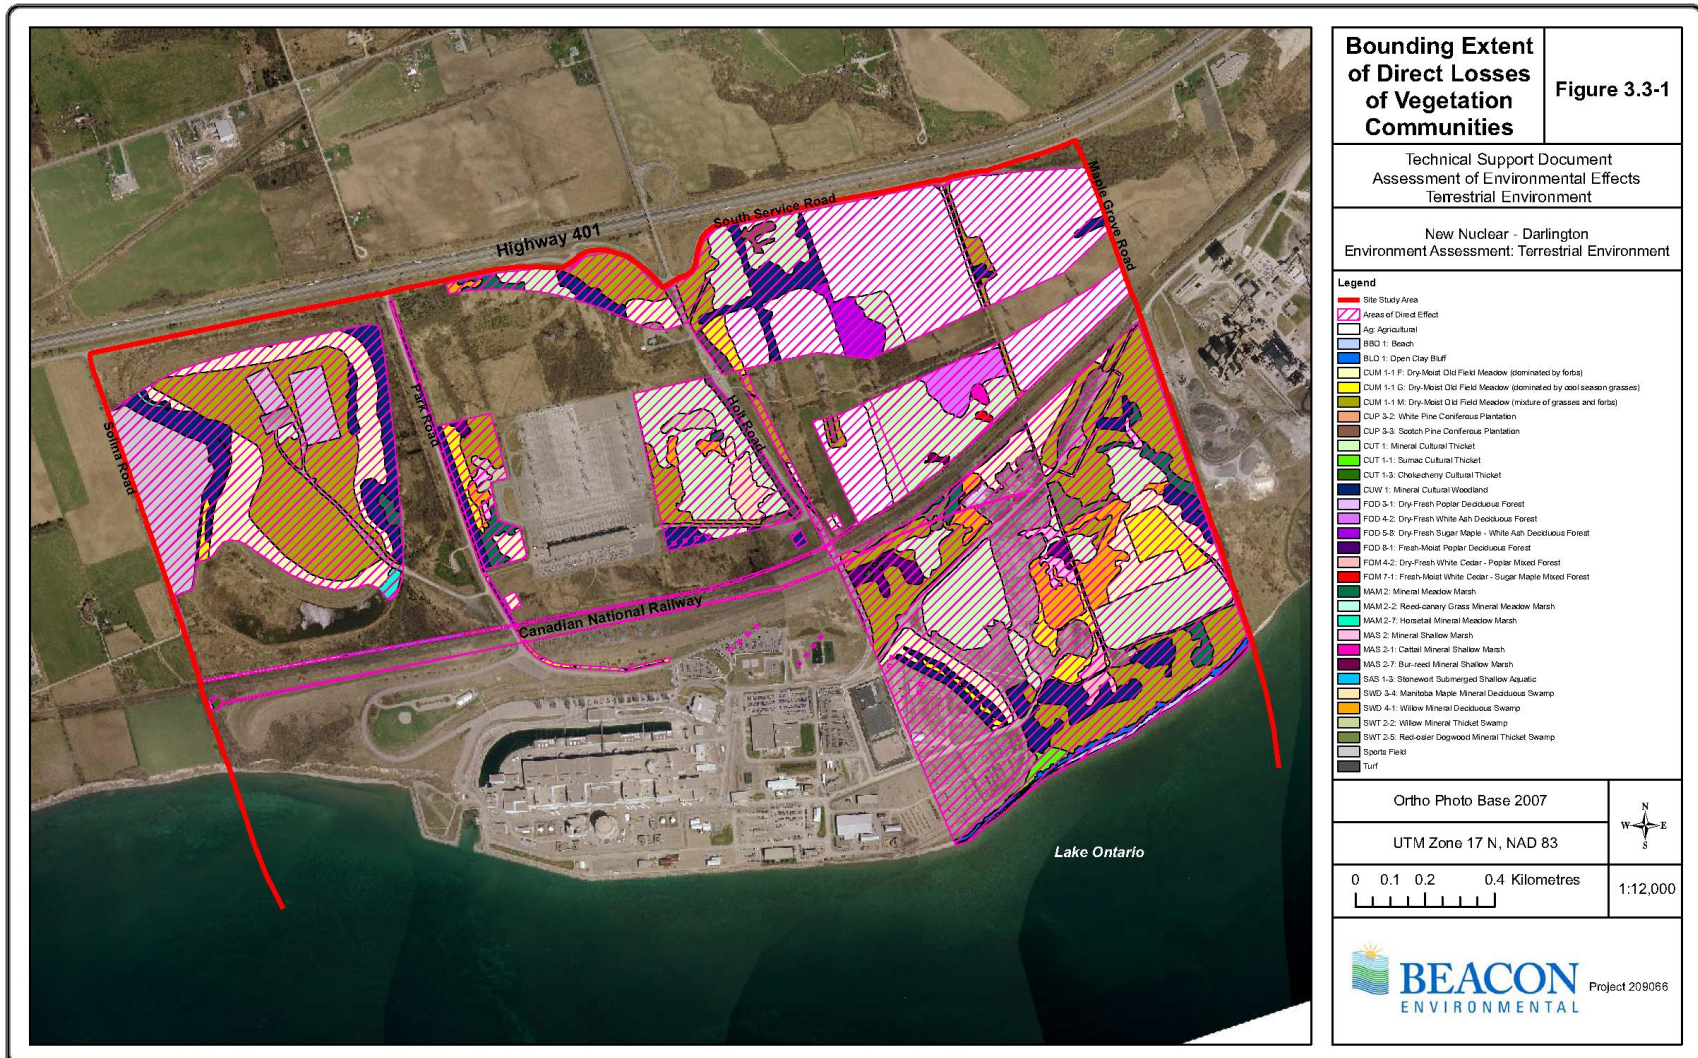 Highway 401
South Service Road
Maple Grove Road
Solina Road
Park Road
Holt Road
Canadian National Railway
Lake Ontario
Bounding Extent
of Direct Losses
of Vegetation
Communities
Figure 3.3-1
Technical Support Document
Assessment of Environmental Effects
Terrestrial Environment
New Nuclear - Darlington
Environment Assessment: Terrestrial Environment
Legend
Site Study Area
Areas of Direct Effect
Ag: Agricultural
BBO 1: Beach
BLO 1: Open Clay Bluff
CUM 1-1 F: Dry-Moist Old Field Meadow (dominated by forbs)
CUM 1-1 G: Dry-Moist Old Field Meadow (dominated by cool season grasses)
CUM 1-1 M: Dry-Moist Old Field Meadow (mixture of grasses and forbs)
CUP 3-2: White Pine Coniferous Plantation
CUP 3-3: Scotch Pine Coniferous Plantation
CUT 1: Mineral Cultural Thicket
CUT 1-1: Sumac Cultural Thicket
CUT 1-3: Chokecherry Cultural Thicket
CUW 1: Mineral Cultural Woodland
FOD 3-1: Dry-Fresh Poplar Deciduous Forest
FOD 4-2: Dry-Fresh White Ash Deciduous Forest
FOD 5-8: Dry-Fresh Sugar Maple - White Ash Deciduous Forest
FOD 8-1: Fresh-Moist Poplar Deciduous Forest
FOM 4-2: Dry-Fresh White Cedar - Poplar Mixed Forest
FOM 7-1: Fresh-Moist White Cedar - Sugar Maple Mixed Forest
MAM 2: Mineral Meadow Marsh
MAM 2-2: Reed-canary Grass Mineral Meadow Marsh
MAM 2-7: Horsetail Mineral Meadow Marsh
MAS 2: Mineral Shallow Marsh
MAS 2-1: Cattail Mineral Shallow Marsh
MAS 2-7: Bur-reed Mineral Shallow Marsh
SAS 1-3: Stonewort Submerged Shallow Aquatic
SWD 3-4: Manitoba Maple Mineral Deciduous Swamp
SWD 4-1: Willow Mineral Deciduous Swamp
SWT 2-2: Willow Mineral Thicket Swamp
SWT 2-5: Red-osier Dogwood Mineral Thicket Swamp
Sports Field
Turf
Ortho Photo Base 2007
UTM Zone 17 N, NAD 83
N
W E
S
0 0.1 0.2 0.4 Kilometres
1:12,000
BEACON
ENVIRONMENTAL
Project 209066